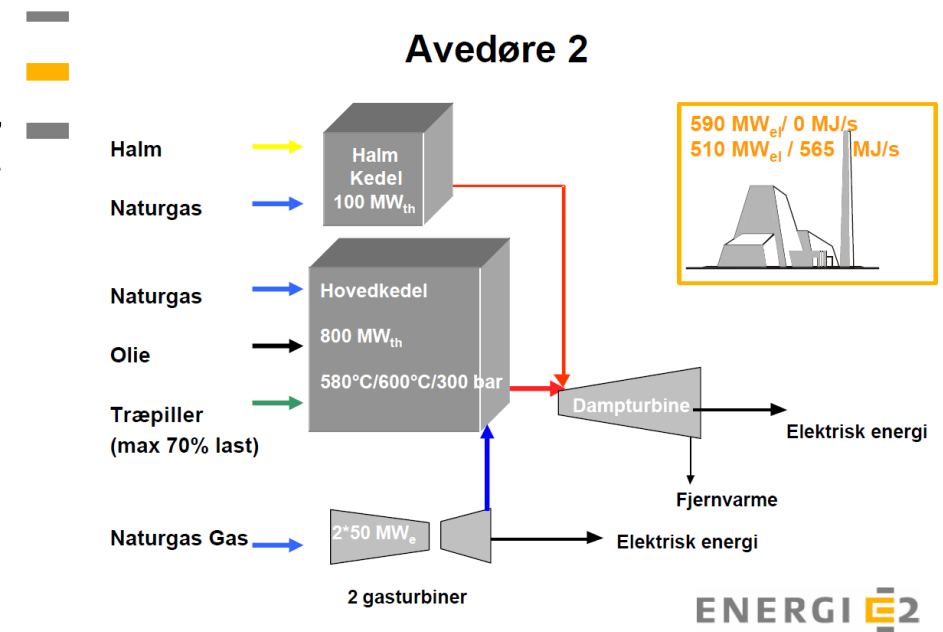 Avedøre 2
590 MWel/ 0 MJ/s
510 MWel / 565 MJ/s
Halm
Naturgas
Halm
Kedel
100 MWth
Naturgas
Olie
Træpiller
(max 70% last)
Hovedkedel
800 MWth
580°C/600°C/300 bar
Dampturbine
Elektrisk energi
Fjernvarme
Naturgas Gas
2*50 MWe
Elektrisk energi
2 gasturbiner
ENERGI E2